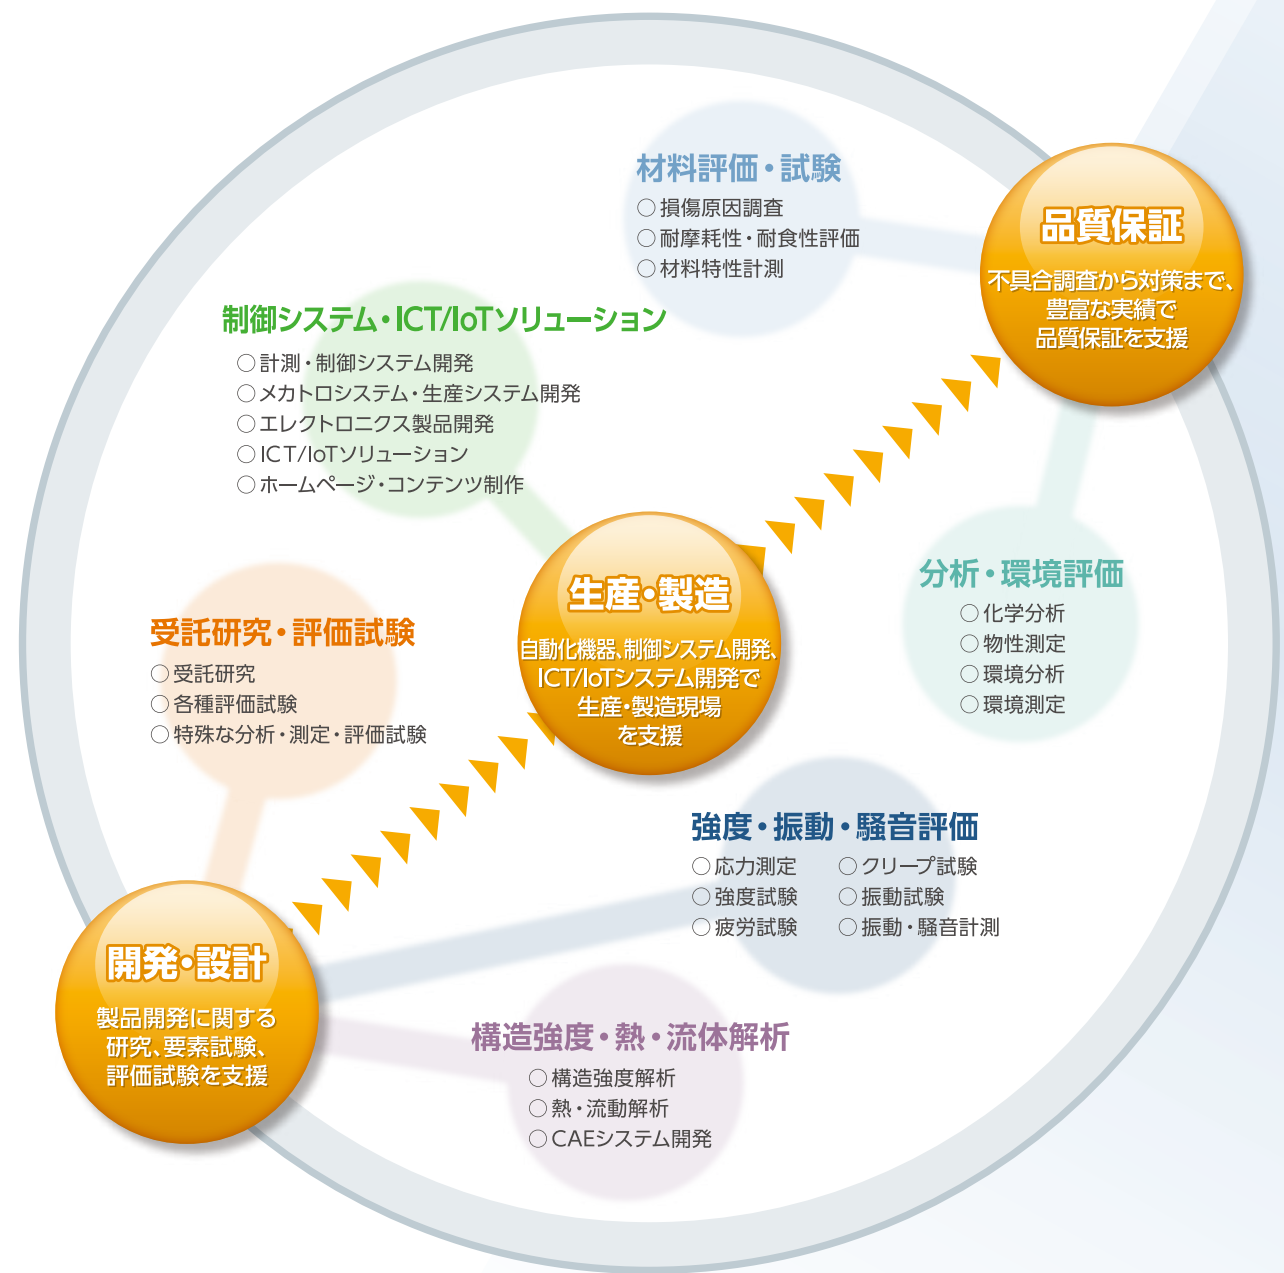 材料評価・試験
○損傷原因調査
○耐摩耗性・耐食性評価
○材料特性計測
品質保証
不具合調査から対策まで、
豊富な実績で
品質保証を支援
制御システム・ICT/IoTソリューション
○計測・制御システム開発
○メカトロシステム・生産システム開発
○エレクトロニクス製品開発
○ICT/IoTソリューション
○ホームページ・コンテンツ制作
生産・製造
自動化機器、制御システム開発、
ICT/IoTシステム開発で
生産・製造現場
を支援
分析・環境評価
○化学分析
○物性測定
○環境分析
○環境測定
受託研究・評価試験
○受託研究
○各種評価試験
○特殊な分析・測定・評価試験
強度・振動・騒音評価
○応力測定
○強度試験
○疲労試験
○クリープ試験
○振動試験
○振動・騒音計測
開発・設計
製品開発に関する
研究、要素試験、
評価試験を支援
構造強度・熱・流体解析
○構造強度解析
○熱・流動解析
○CAEシステム開発